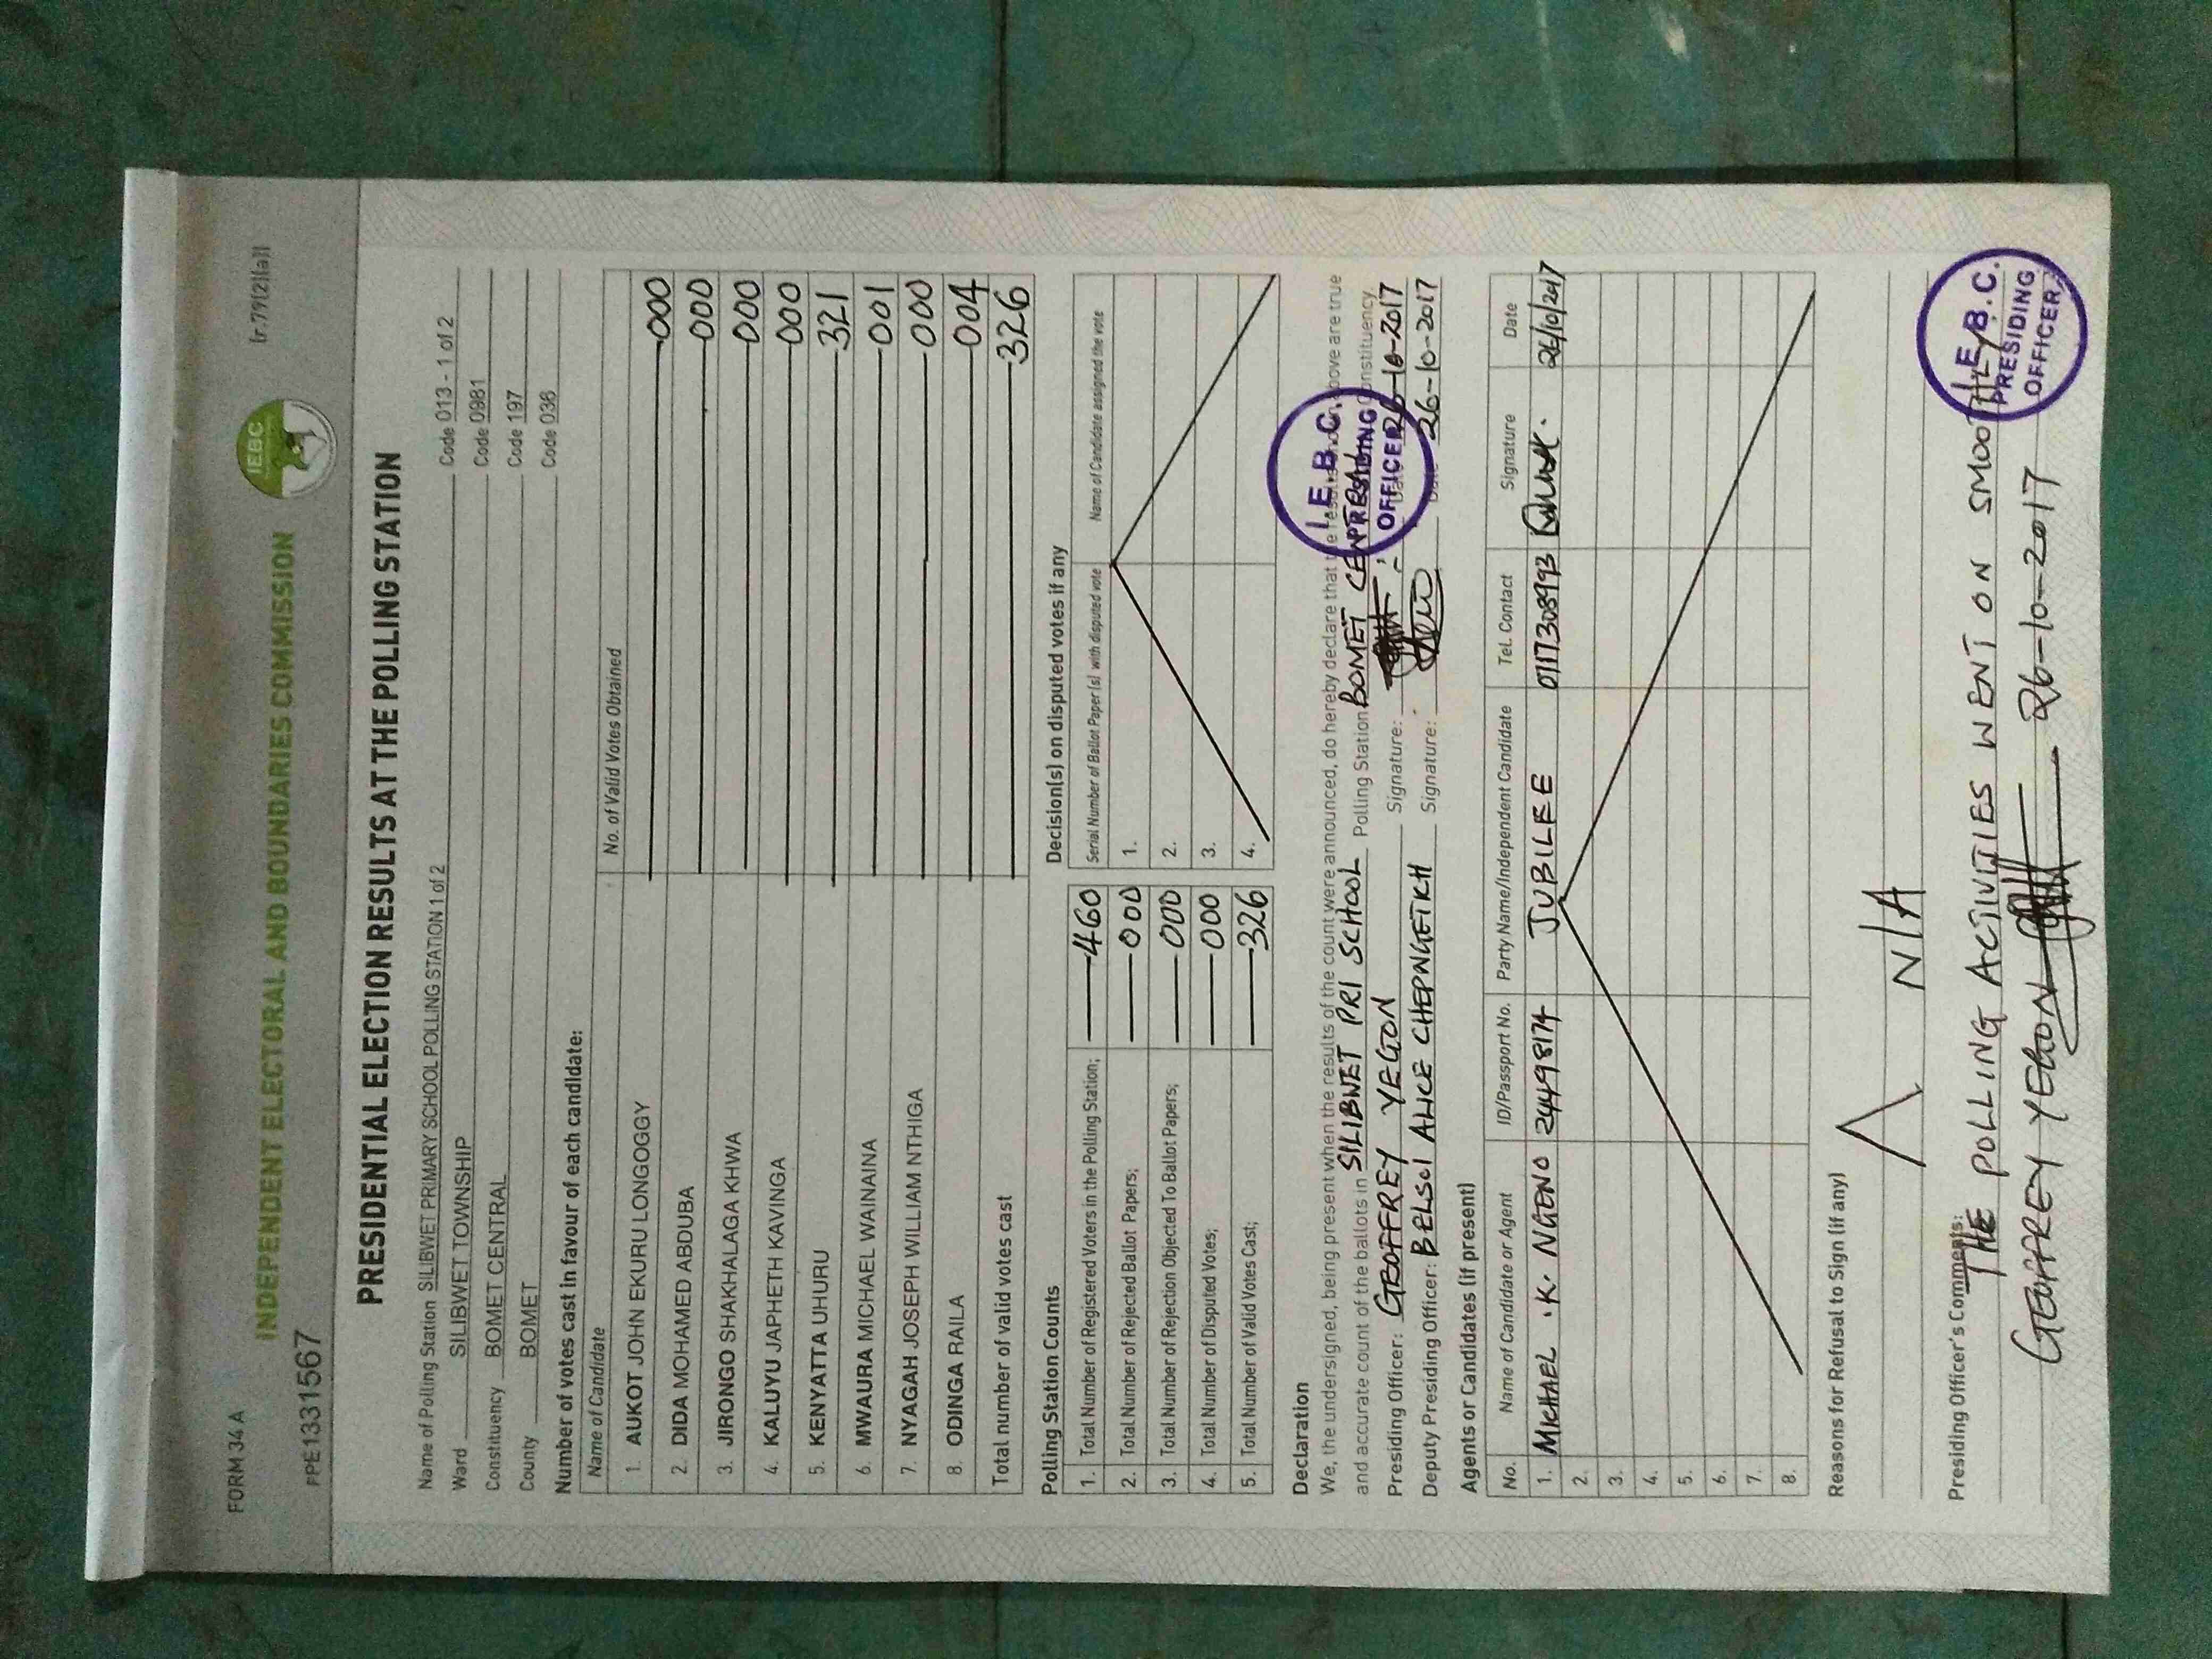 FORM 34 A
(r.79(2)(a))
IEBC
INDEPENDENT ELECTORAL AND BOUNDARIES COMMISSION
FPE1331567
PRESIDENTIAL ELECTION RESULTS AT THE POLLING STATION
Name of Polling Station SILIBWET PRIMARY SCHOOL POLLING STATION 1 of 2 Code 013 - 1 of 2
Ward SILIBWET TOWNSHIP Code 0981
Constituency BOMET CENTRAL Code 197
County BOMET Code 036
Number of votes cast in favour of each candidate:
Name of Candidate No. of Valid Votes Obtained
1. AUKOT JOHN EKURU LONGOGGY 000
2. DIDA MOHAMED ABDUBA 000
3. JIRONGO SHAKHALAGA KHWA 000
4. KALUYU JAPHETH KAVINGA 000
5. KENYATTA UHURU 321
6. MWAURA MICHAEL WAINAINA 001
7. NYAGAH JOSEPH WILLIAM NTHIGA 000
8. ODINGA RAILA 004
Total number of valid votes cast 326
Polling Station Counts
1. Total Number of Registered Voters in the Polling Station; 460
2. Total Number of Rejected Ballot Papers; 000
3. Total Number of Rejection Objected To Ballot Papers; 000
4. Total Number of Disputed Votes; 000
5. Total Number of Valid Votes Cast; 326
Decision(s) on disputed votes if any
Serial Number of Ballot Paper(s) with disputed vote Name of Candidate assigned the vote
1.
2.
3.
4.
Declaration
We, the undersigned, being present when the results of the count were announced, do hereby declare that the results above are true
and accurate count of the ballots in SILIBWET PRI SCHOOL Polling Station BOMET Constituency.
Presiding Officer: GEOFFREY YEGON Signature: 26-10-2017
Deputy Presiding Officer: BELSOI ALICE CHEPNGETICH Signature: Date 26-10-2017
I.E.B.C.
PRESIDING
OFFICER
Agents or Candidates (if present)
No. Name of Candidate or Agent ID/Passport No. Party Name/Independent Candidate Tel. Contact Signature Date
1. MICHAEL .K. NGENO 24498174 JUBILEE 0717308993 26/10/2017
2.
3.
4.
5.
6.
7.
8.
Reasons for Refusal to Sign (if any)
N/A
Presiding Officer's Comments:
THE POLLING ACTIVITIES WENT ON SMOOTHLY
GEOFFREY YEGON 26-10-2017
I.E.B.C.
PRESIDING
OFFICER